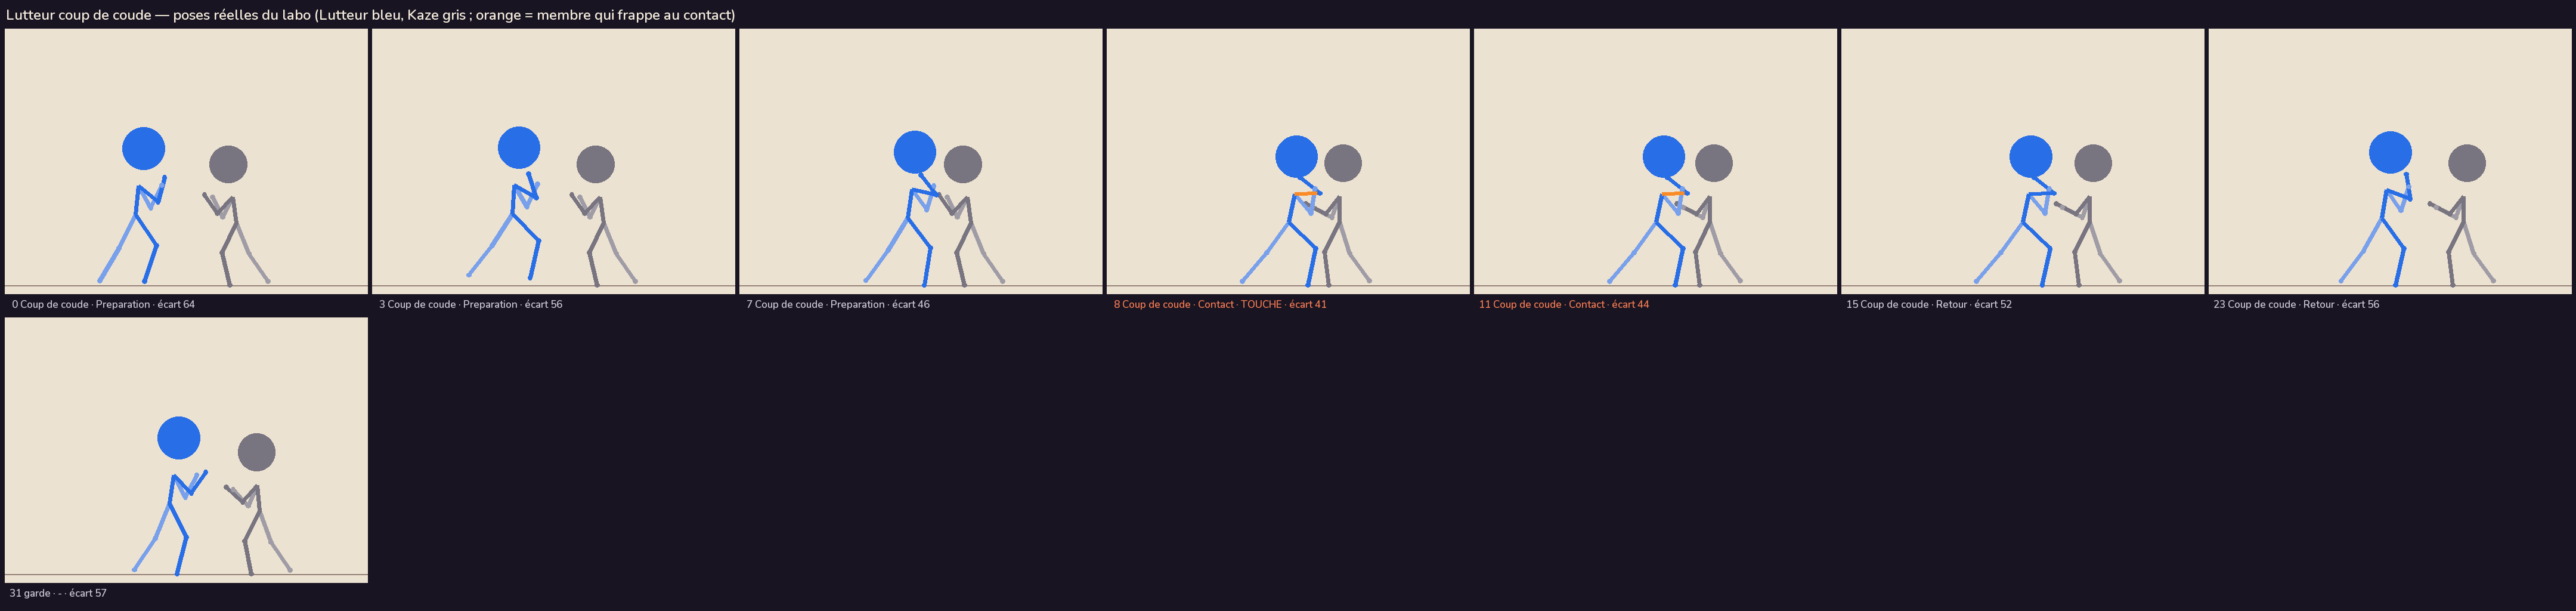 Lutteur coup de coude — poses réelles du labo (Lutteur bleu, Kaze gris ; orange = membre qui frappe au contact)
0 Coup de coude · Preparation · écart 64
3 Coup de coude · Preparation · écart 56
7 Coup de coude · Preparation · écart 46
8 Coup de coude · Contact · TOUCHE · écart 41
11 Coup de coude · Contact · écart 44
15 Coup de coude · Retour · écart 52
23 Coup de coude · Retour · écart 56
31 garde · - · écart 57